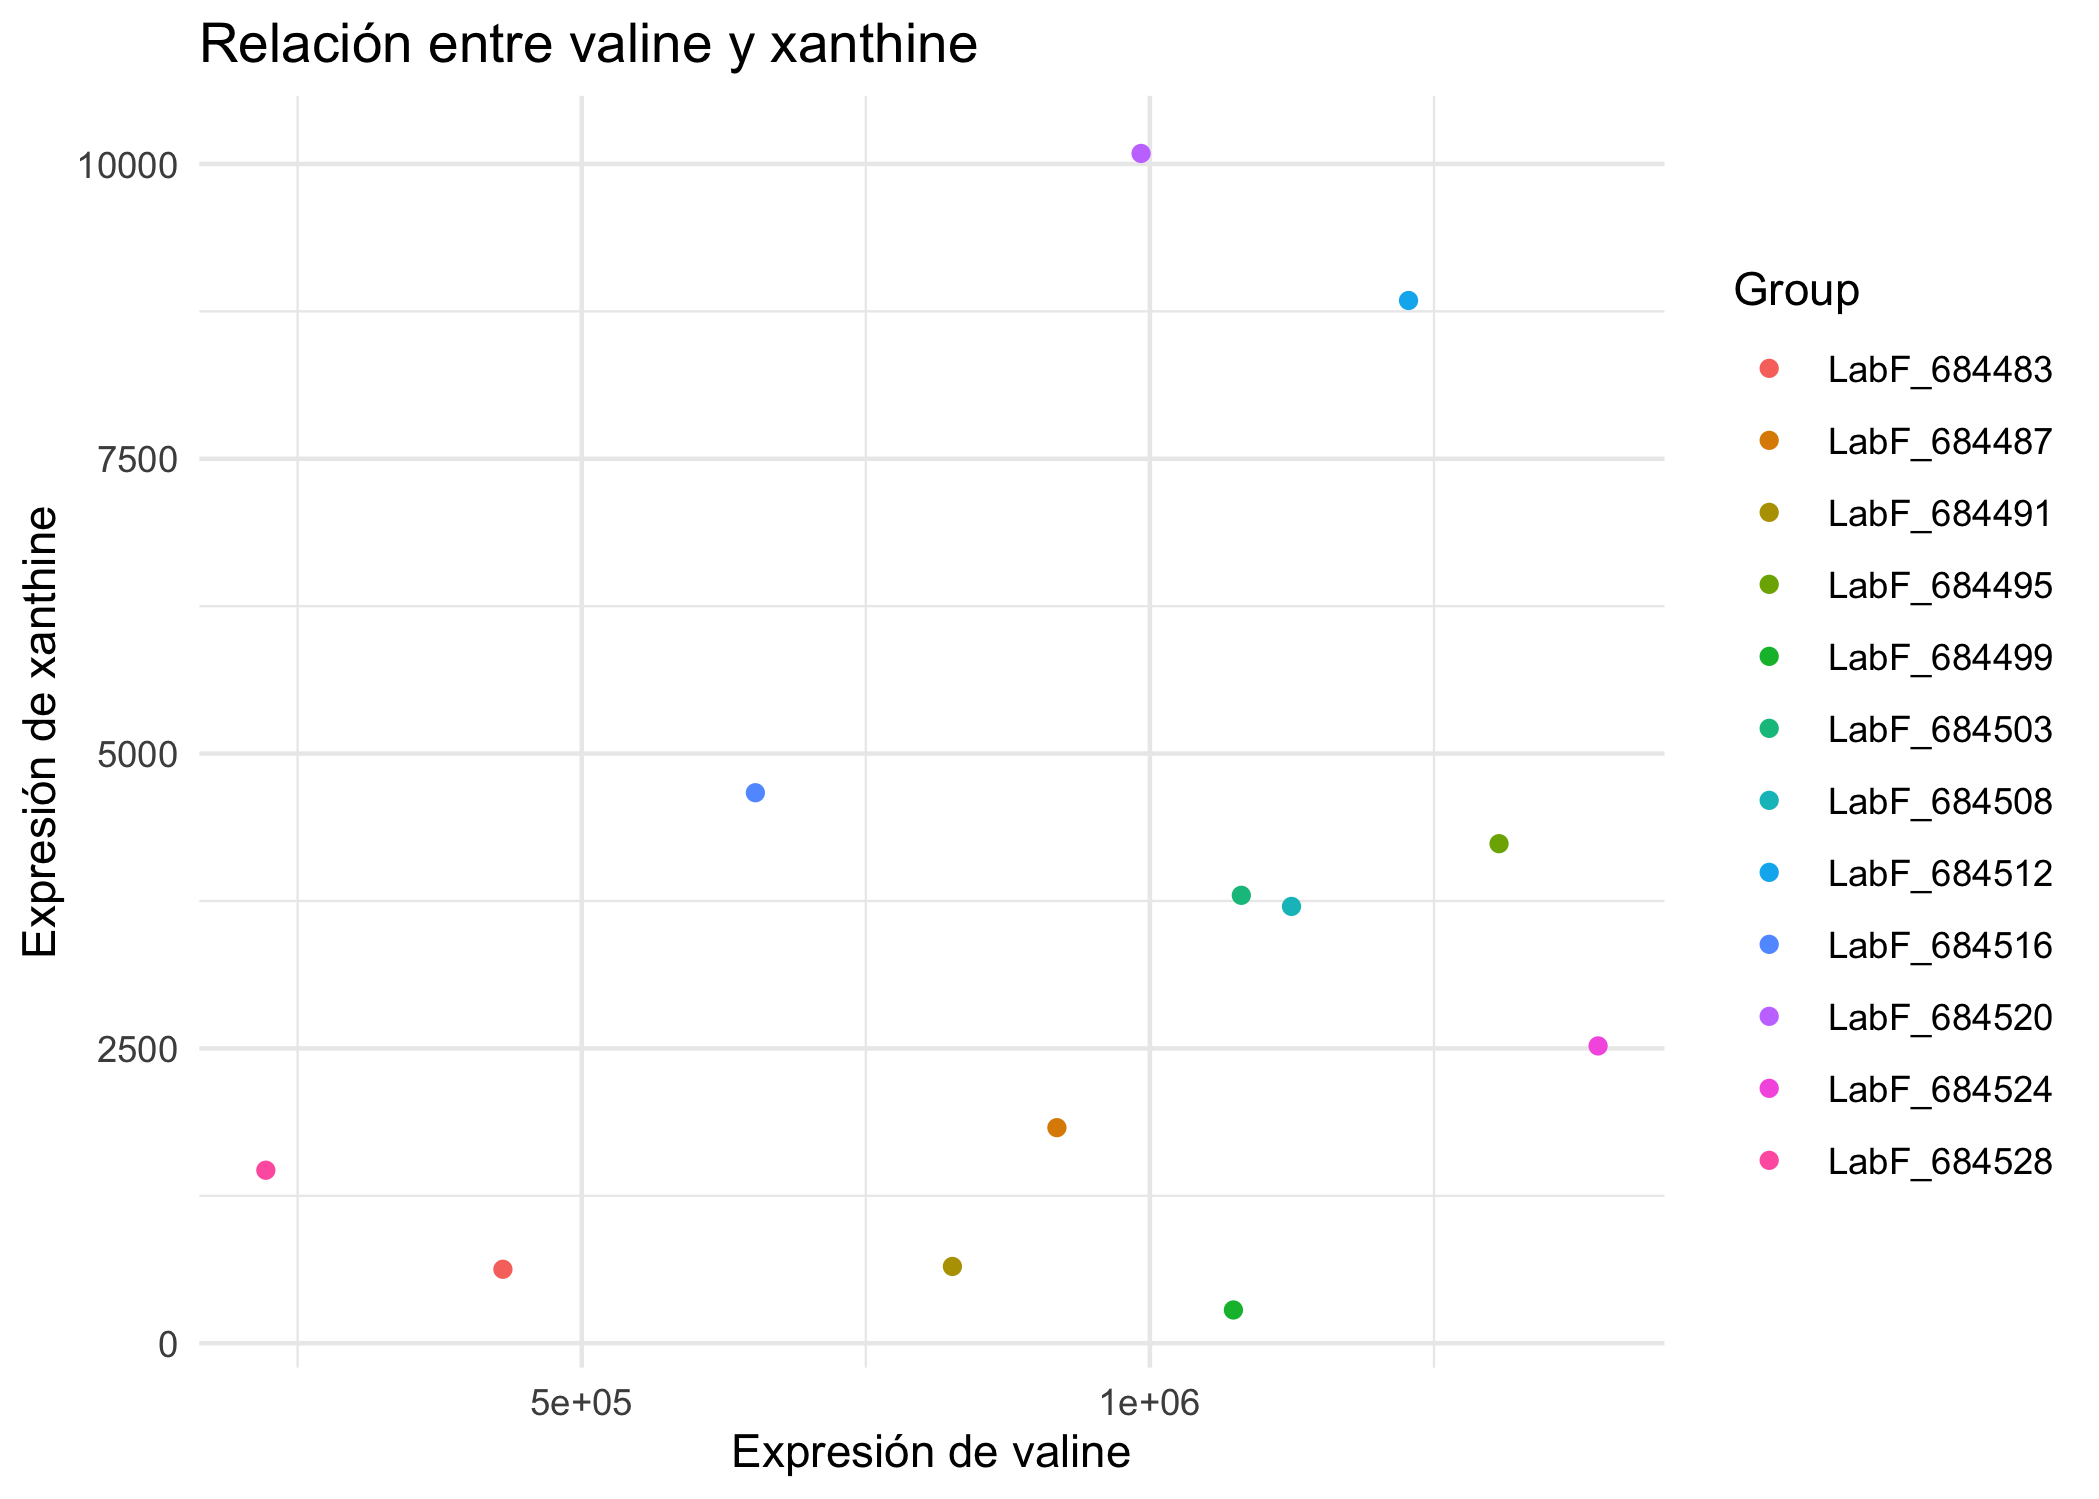 Relación entre valine y xanthine
Expresión de xanthine
10000
7500
5000
2500
0
5e+05
1e+06
Expresión de valine
Group
LabF_684483
LabF_684487
LabF_684491
LabF_684495
LabF_684499
LabF_684503
LabF_684508
LabF_684512
LabF_684516
LabF_684520
LabF_684524
LabF_684528